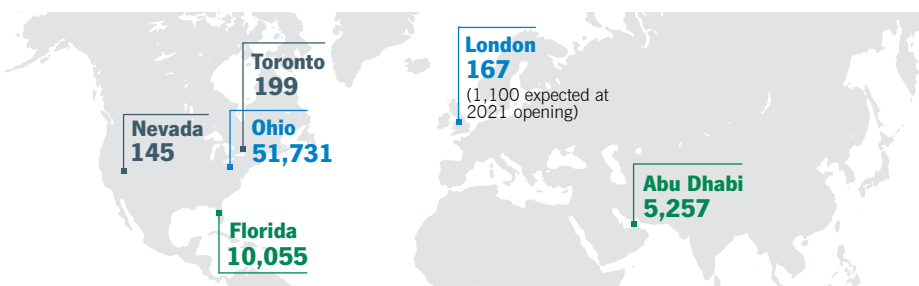 Toronto
199
Nevada
145
Ohio
51,731
Florida
10,055
London
167
(1,100 expected at
2021 opening)
Abu Dhabi
5,257